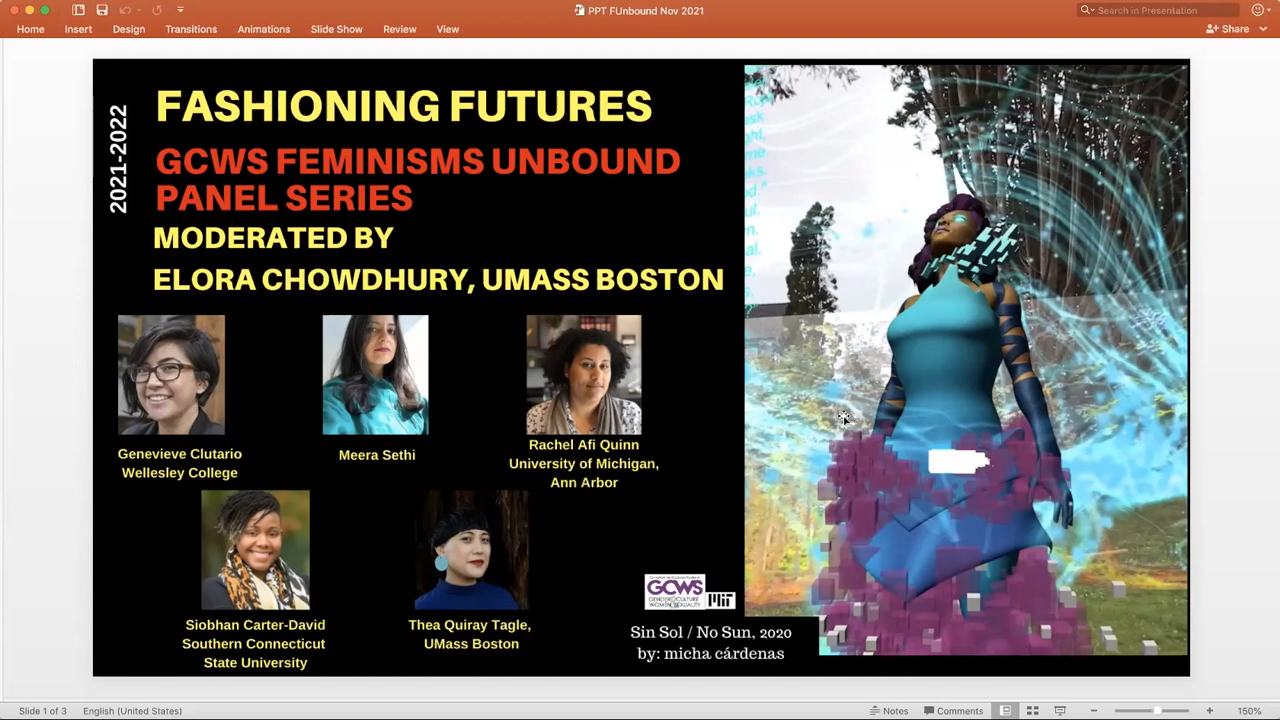 PPT FUnbound Nov 2021
Search in Presentation
Home
Insert
Design
Transitions
Animations
Slide Show
Review
View
Share
2021-2022
FASHIONING FUTURES
GCWS FEMINISMS UNBOUND
PANEL SERIES
MODERATED BY
ELORA CHOWDHURY, UMASS BOSTON
Genevieve Clutario
Wellesley College
Meera Sethi
Rachel Afi Quinn
University of Michigan,
Ann Arbor
Siobhan Carter-David
Southern Connecticut
State University
Thea Quiray Tagle,
UMass Boston
GCWS
MIT
Sin Sol / No Sun, 2020
by: micha cárdenas
Slide 1 of 3
English (United States)
Notes
Comments
150%